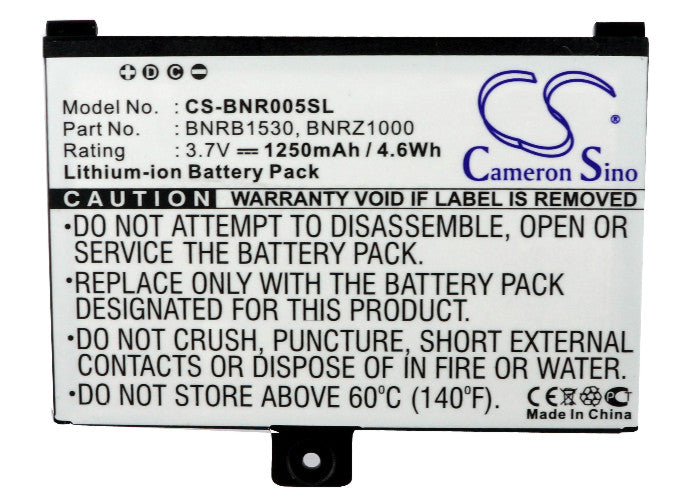 + D C -
Model No. : CS-BNR005SL
Part No. : BNRB1530, BNRZ1000
Rating : 3.7V ⎓ 1250mAh / 4.6Wh
Lithium-ion Battery Pack
CS
Cameron Sino
CAUTION WARRANTY VOID IF LABEL IS REMOVED
•DO NOT ATTEMPT TO DISASSEMBLE, OPEN OR
SERVICE THE BATTERY PACK.
•REPLACE ONLY WITH THE BATTERY PACK
DESIGNATED FOR THIS PRODUCT.
•DO NOT CRUSH, PUNCTURE, SHORT EXTERNAL
CONTACTS OR DISPOSE OF IN FIRE OR WATER.
•DO NOT STORE ABOVE 60°C (140°F).
CE PC
Made In China